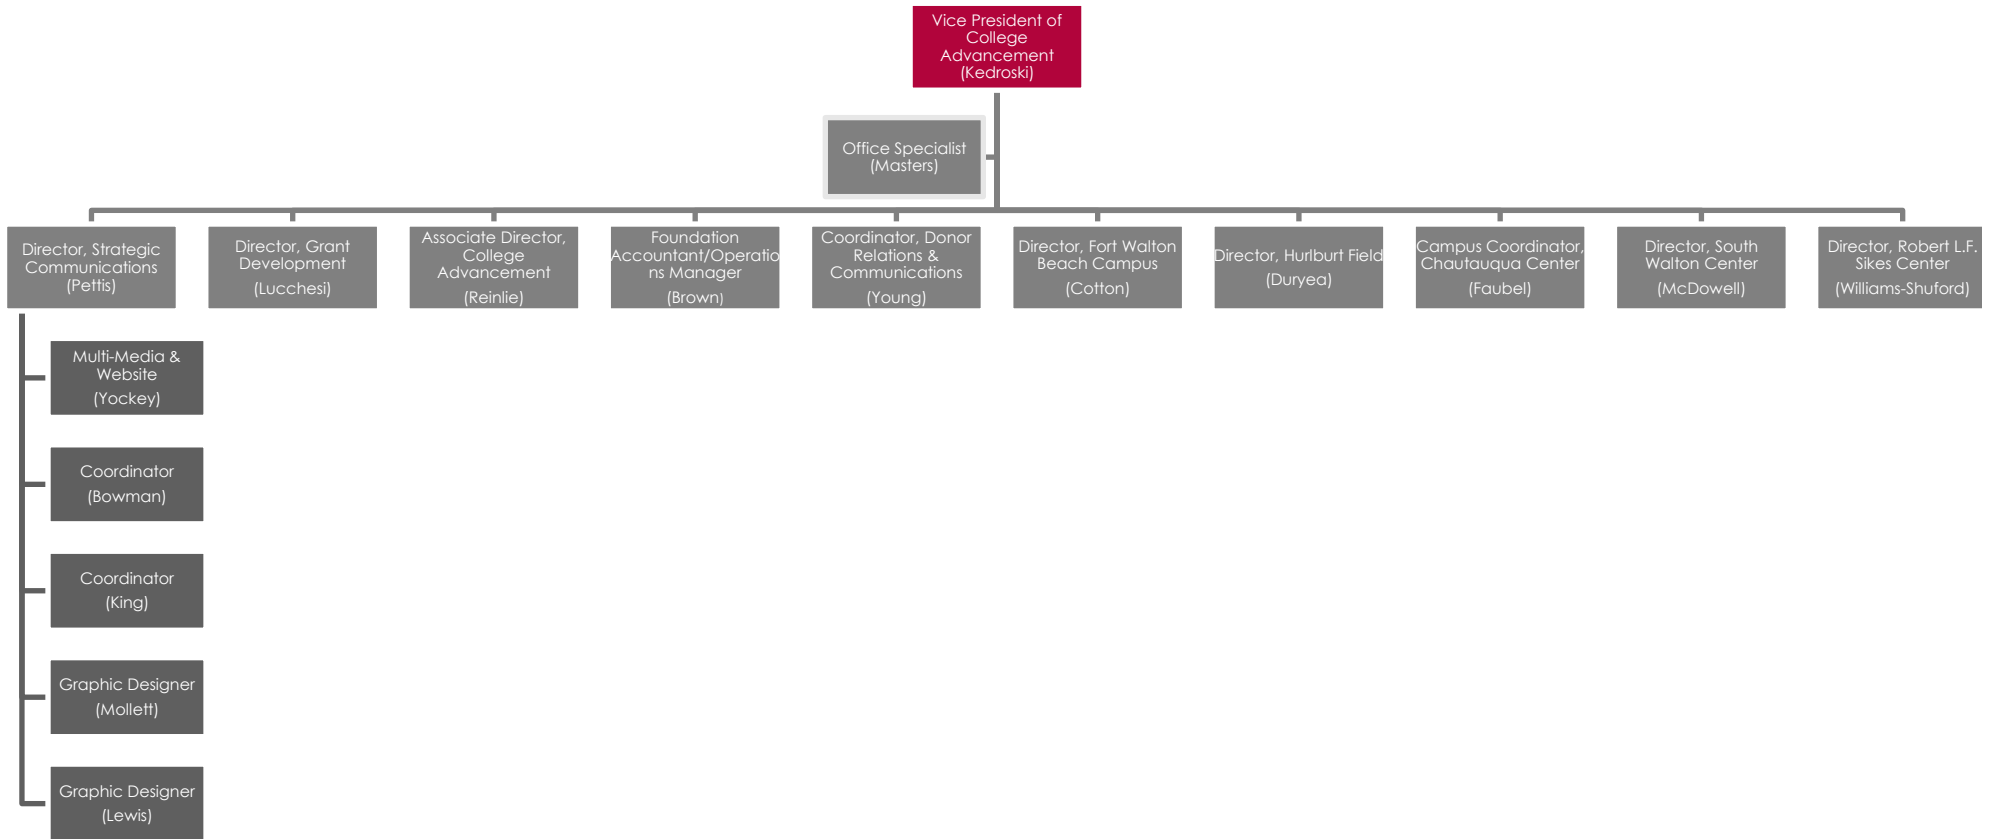 Vice President of
College
Advancement
(Kedroski)
Office Specialist
(Masters)
Director, Strategic
Communications
(Pettis)
Director, Grant
Development
(Lucchesi)
Associate Director,
College
Advancement
(Reinlie)
Foundation
Accountant/Operatio
ns Manager
(Brown)
Coordinator, Donor
Relations &
Communications
(Young)
Director, Fort Walton
Beach Campus
(Cotton)
Director, Hurlburt Field
(Duryea)
Campus Coordinator,
Chautauqua Center
(Faubel)
Director, South
Walton Center
(McDowell)
Director, Robert L.F.
Sikes Center
(Williams-Shuford)
Multi-Media &
Website
(Yockey)
Coordinator
(Bowman)
Coordinator
(King)
Graphic Designer
(Mollett)
Graphic Designer
(Lewis)